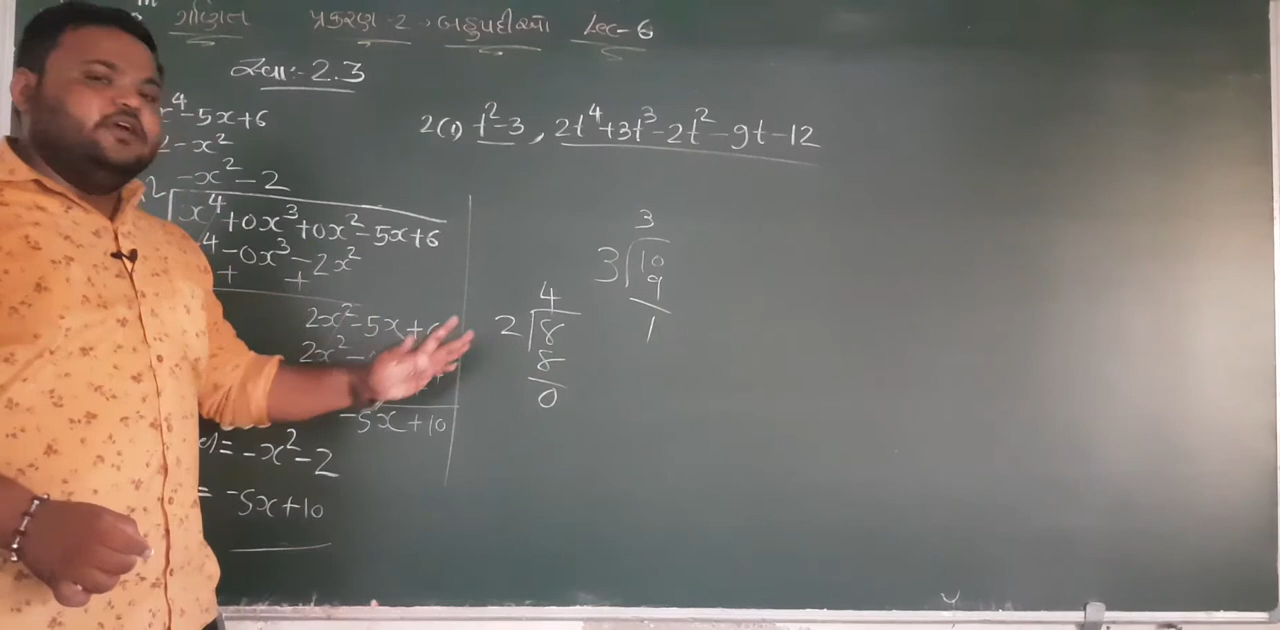 ગણિત પ્રકરણ-2 → બહુપદીઓ Lec-6
સ્વા:-2.3
x⁴-5x+6
2-x²
-x²-2
x⁴+0x³+0x²-5x+6
4-0x³-2x²
+ +
2x²-5x+6
2x²-
-5x+10
= -x²-2
= -5x+10
2(1) t²-3, 2t⁴+3t³-2t²-9t-12
4
2 8
8
0
3
3 10
9
1